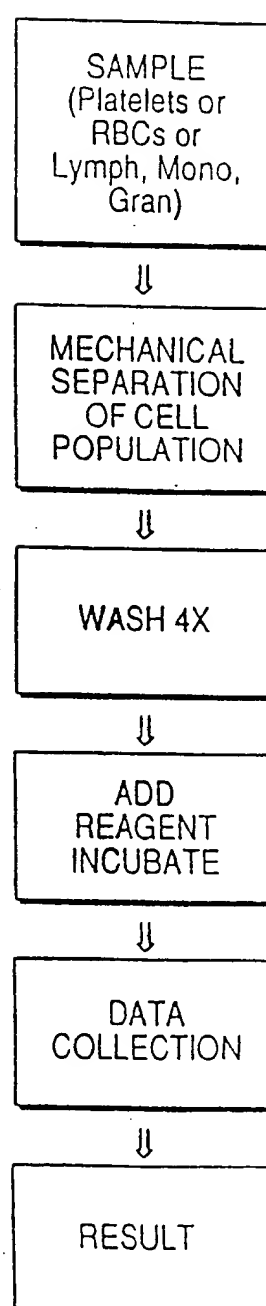 SAMPLE
(Platelets or
RBCs or
Lymph, Mono,
Gran)
⇓
MECHANICAL
SEPARATION
OF CELL
POPULATION
⇓
WASH 4X
⇓
ADD
REAGENT
INCUBATE
⇓
DATA
COLLECTION
⇓
RESULT